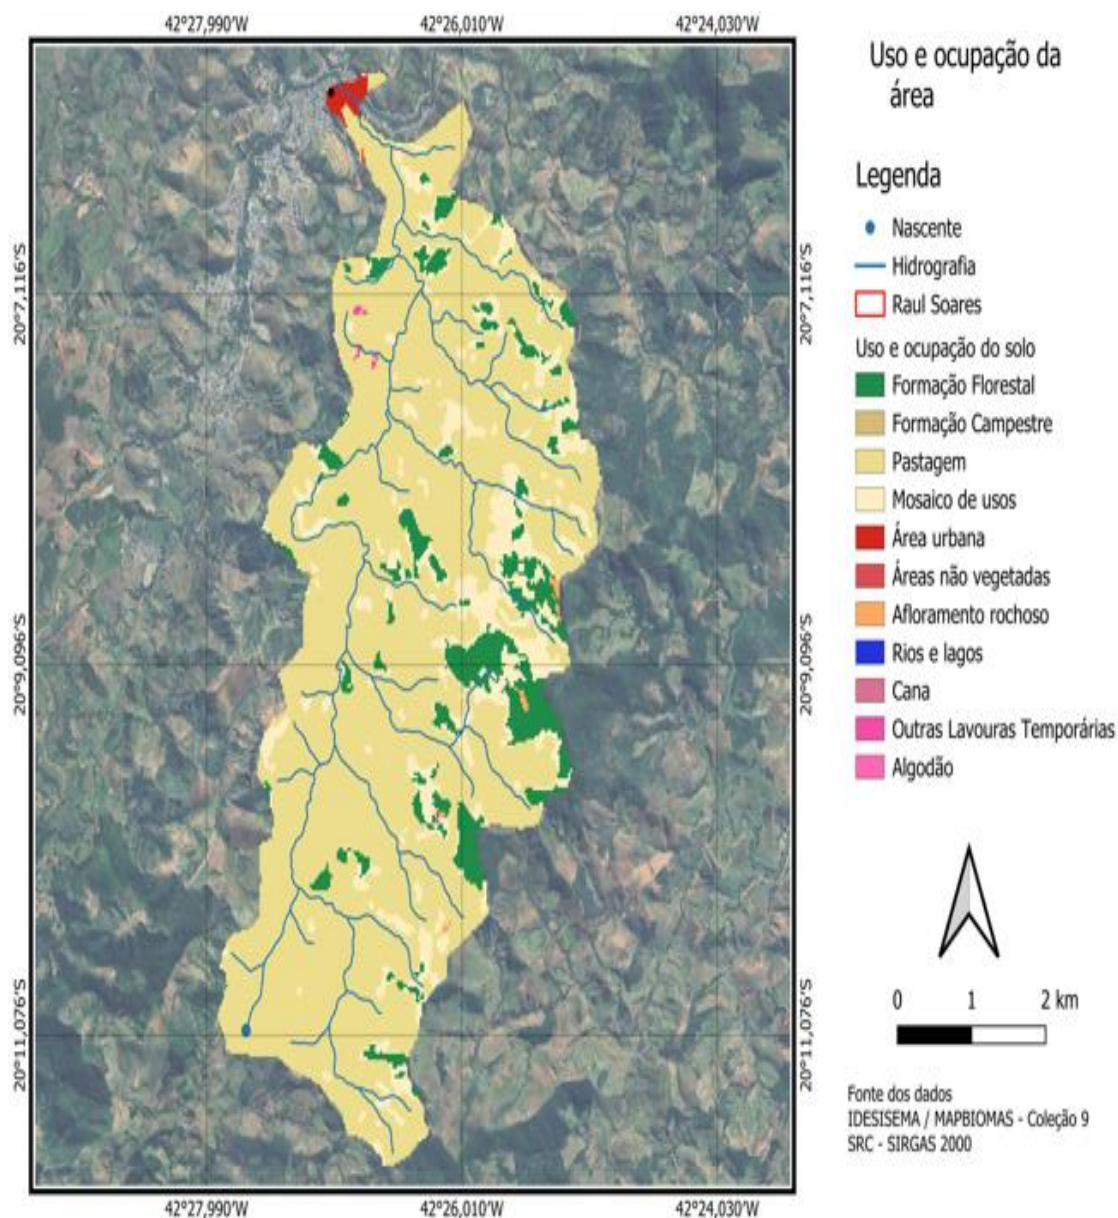 42°27,990'W 42°26,010'W 42°24,030'W
20°7,116'S 20°7,116'S
20°9,096'S 20°9,096'S
20°11,076'S 20°11,076'S
42°27,990'W 42°26,010'W 42°24,030'W
Uso e ocupação da
área
Legenda
Nascente
Hidrografia
Raul Soares
Uso e ocupação do solo
Formação Florestal
Formação Campestre
Pastagem
Mosaico de usos
Área urbana
Áreas não vegetadas
Afloramento rochoso
Rios e lagos
Cana
Outras Lavouras Temporárias
Algodão
0 1 2 km
Fonte dos dados
IDESISEMA / MAPBIOMAS - Coleção 9
SRC - SIRGAS 2000